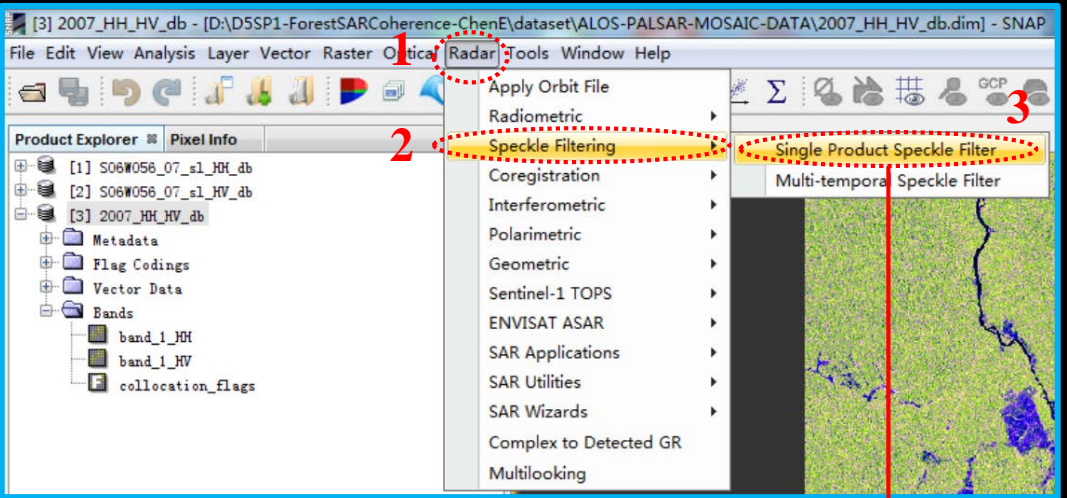 [3] 2007_HH_HV_db - [D:\D5SP1-ForestSARCoherence-ChenE\dataset\ALOS-PALSAR-MOSAIC-DATA\2007_HH_HV_db.dim] - SNAP
File Edit View Analysis Layer Vector Raster Optical Radar Tools Window Help
1
GCP
Product Explorer Pixel Info
[1] S06W056_07_sl_HH_db
[2] S06W056_07_sl_HV_db
[3] 2007_HH_HV_db
Metadata
Flag Codings
Vector Data
Bands
band_1_HH
band_1_HV
collocation_flags
Apply Orbit File
Radiometric
2 Speckle Filtering
Coregistration
Interferometric
Polarimetric
Geometric
Sentinel-1 TOPS
ENVISAT ASAR
SAR Applications
SAR Utilities
SAR Wizards
Complex to Detected GR
Multilooking
3
Single Product Speckle Filter
Multi-temporal Speckle Filter